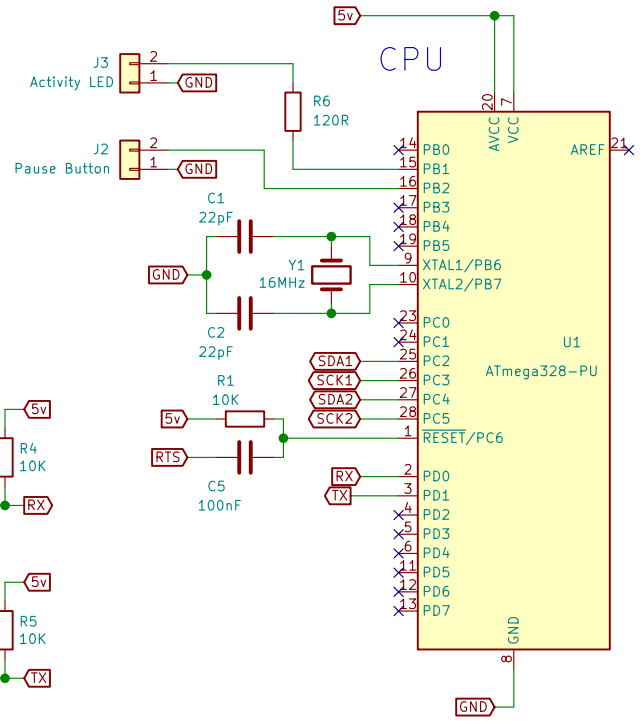 5v
CPU
J3
Activity LED
2
1
GND
R6
120R
20
7
AVCC
VCC
J2
Pause Button
2
1
GND
14 PB0
AREF 21
15 PB1
16 PB2
17 PB3
18 PB4
19 PB5
C1
22pF
GND
Y1
16MHz
9 XTAL1/PB6
10 XTAL2/PB7
C2
22pF
23 PC0
24 PC1
U1
ATmega328-PU
SDA1 25 PC2
SCK1 26 PC3
SDA2 27 PC4
SCK2 28 PC5
R1
10K
5v
1 RESET/PC6
RTS
C5
100nF
5v
R4
10K
RX
RX 2 PD0
TX 3 PD1
4 PD2
5 PD3
6 PD4
11 PD5
12 PD6
13 PD7
5v
R5
10K
TX
GND
8
GND